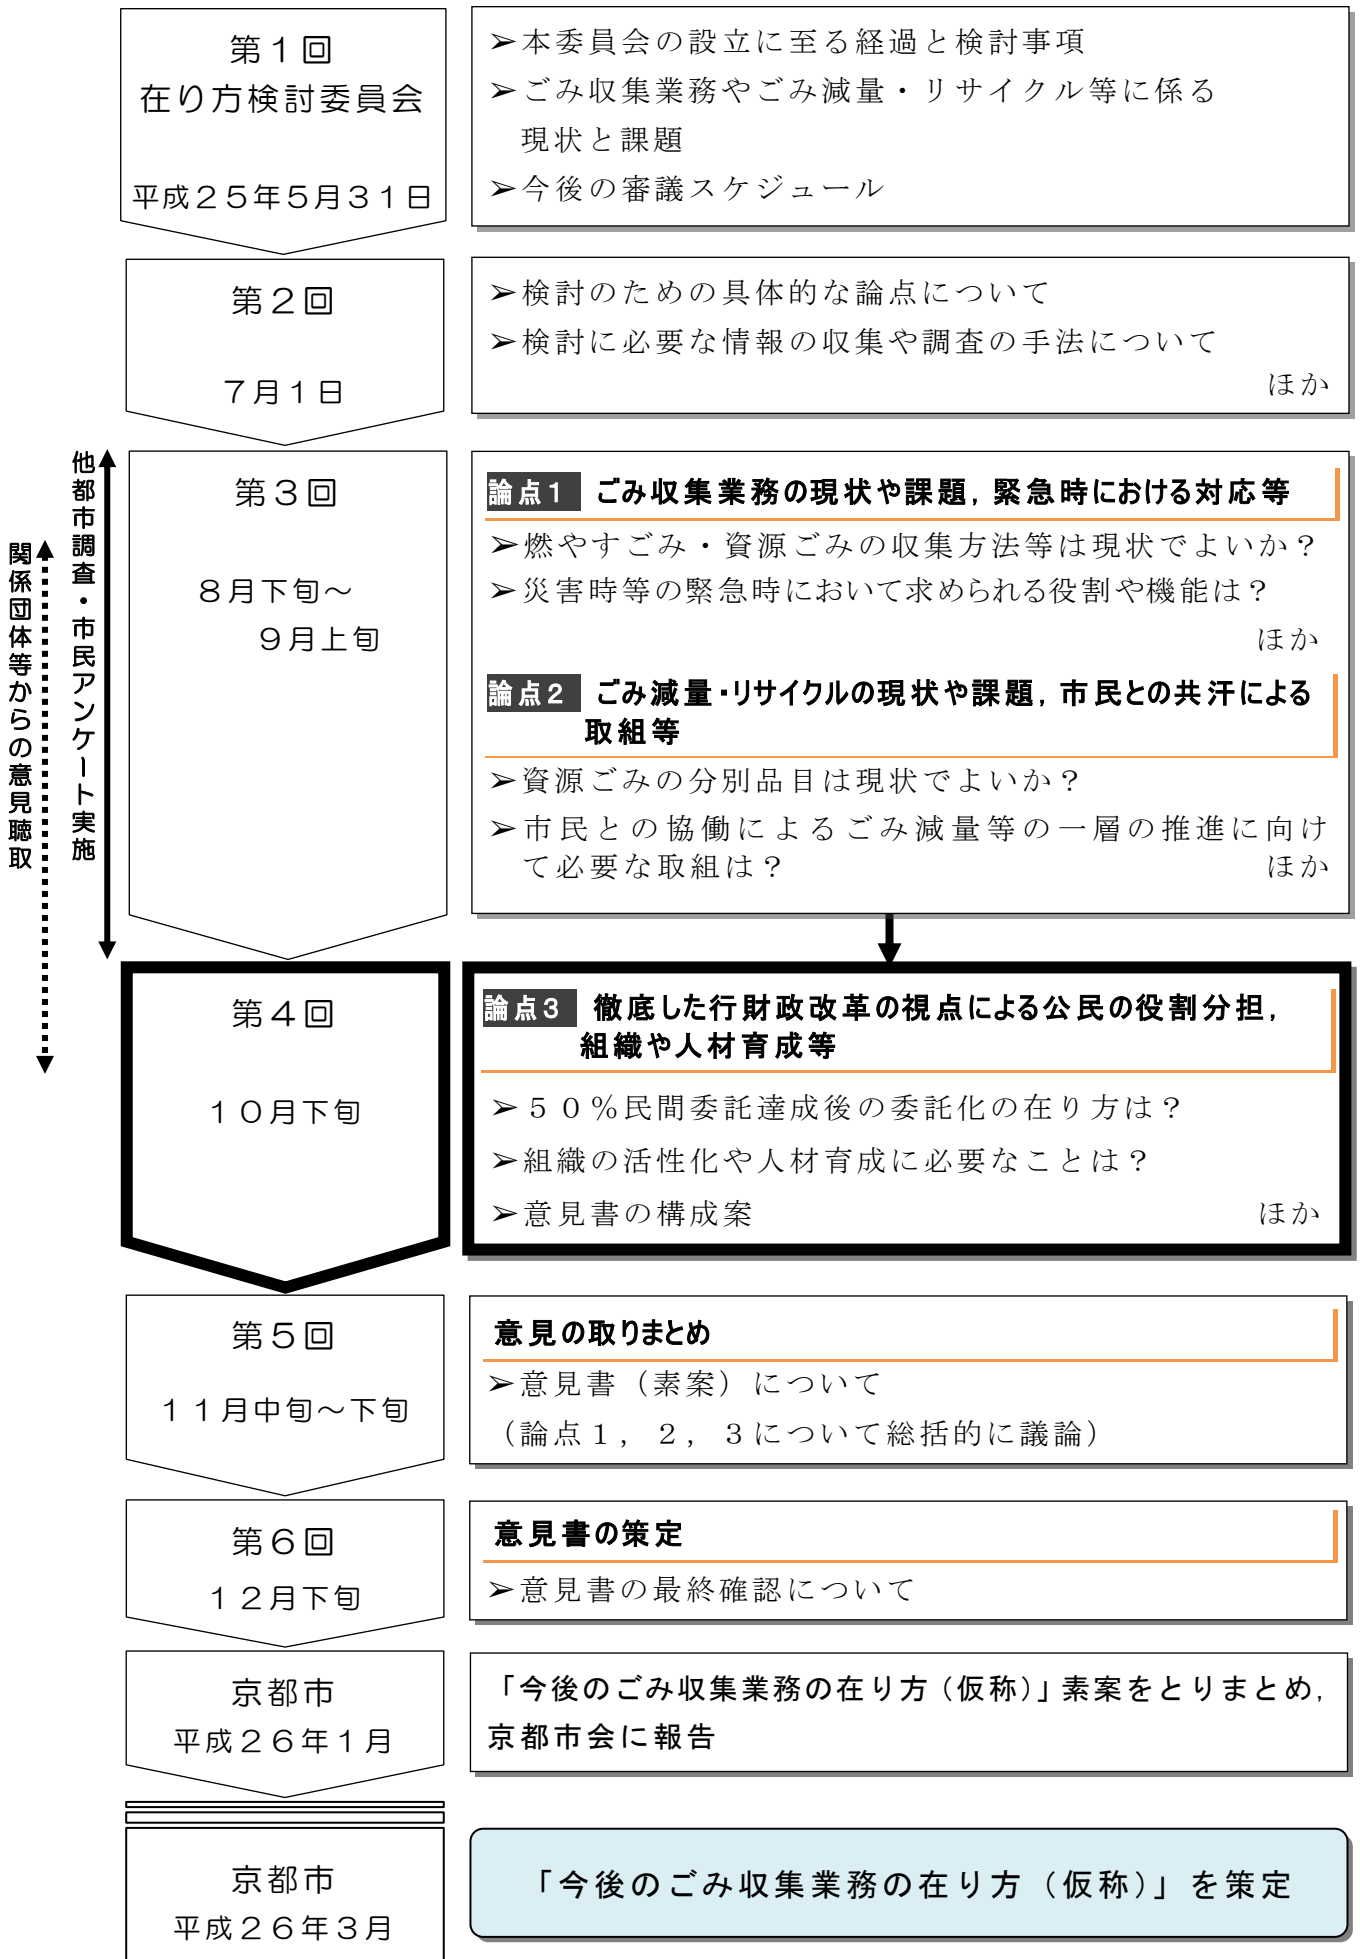 第１回
在り方検討委員会
平成２５年５月３１日
➢本委員会の設立に至る経過と検討事項
➢ごみ収集業務やごみ減量・リサイクル等に係る
現状と課題
➢今後の審議スケジュール
第２回
７月１日
➢検討のための具体的な論点について
➢検討に必要な情報の収集や調査の手法について
ほか
関係団体等からの意見聴取
他都市調査・市民アンケート実施
第３回
８月下旬～
９月上旬
論点１ ごみ収集業務の現状や課題，緊急時における対応等
➢燃やすごみ・資源ごみの収集方法等は現状でよいか？
➢災害時等の緊急時において求められる役割や機能は？
ほか
論点２ ごみ減量・リサイクルの現状や課題，市民との共汗による
取組等
➢資源ごみの分別品目は現状でよいか？
➢市民との協働によるごみ減量等の一層の推進に向け
て必要な取組は？ ほか
第４回
１０月下旬
論点３ 徹底した行財政改革の視点による公民の役割分担，
組織や人材育成等
➢５０％民間委託達成後の委託化の在り方は？
➢組織の活性化や人材育成に必要なことは？
➢意見書の構成案 ほか
第５回
１１月中旬～下旬
意見の取りまとめ
➢意見書（素案）について
（論点１，２，３について総括的に議論）
第６回
１２月下旬
意見書の策定
➢意見書の最終確認について
京都市
平成２６年１月
「今後のごみ収集業務の在り方（仮称）」素案をとりまとめ，
京都市会に報告
京都市
平成２６年３月
「今後のごみ収集業務の在り方（仮称）」を策定